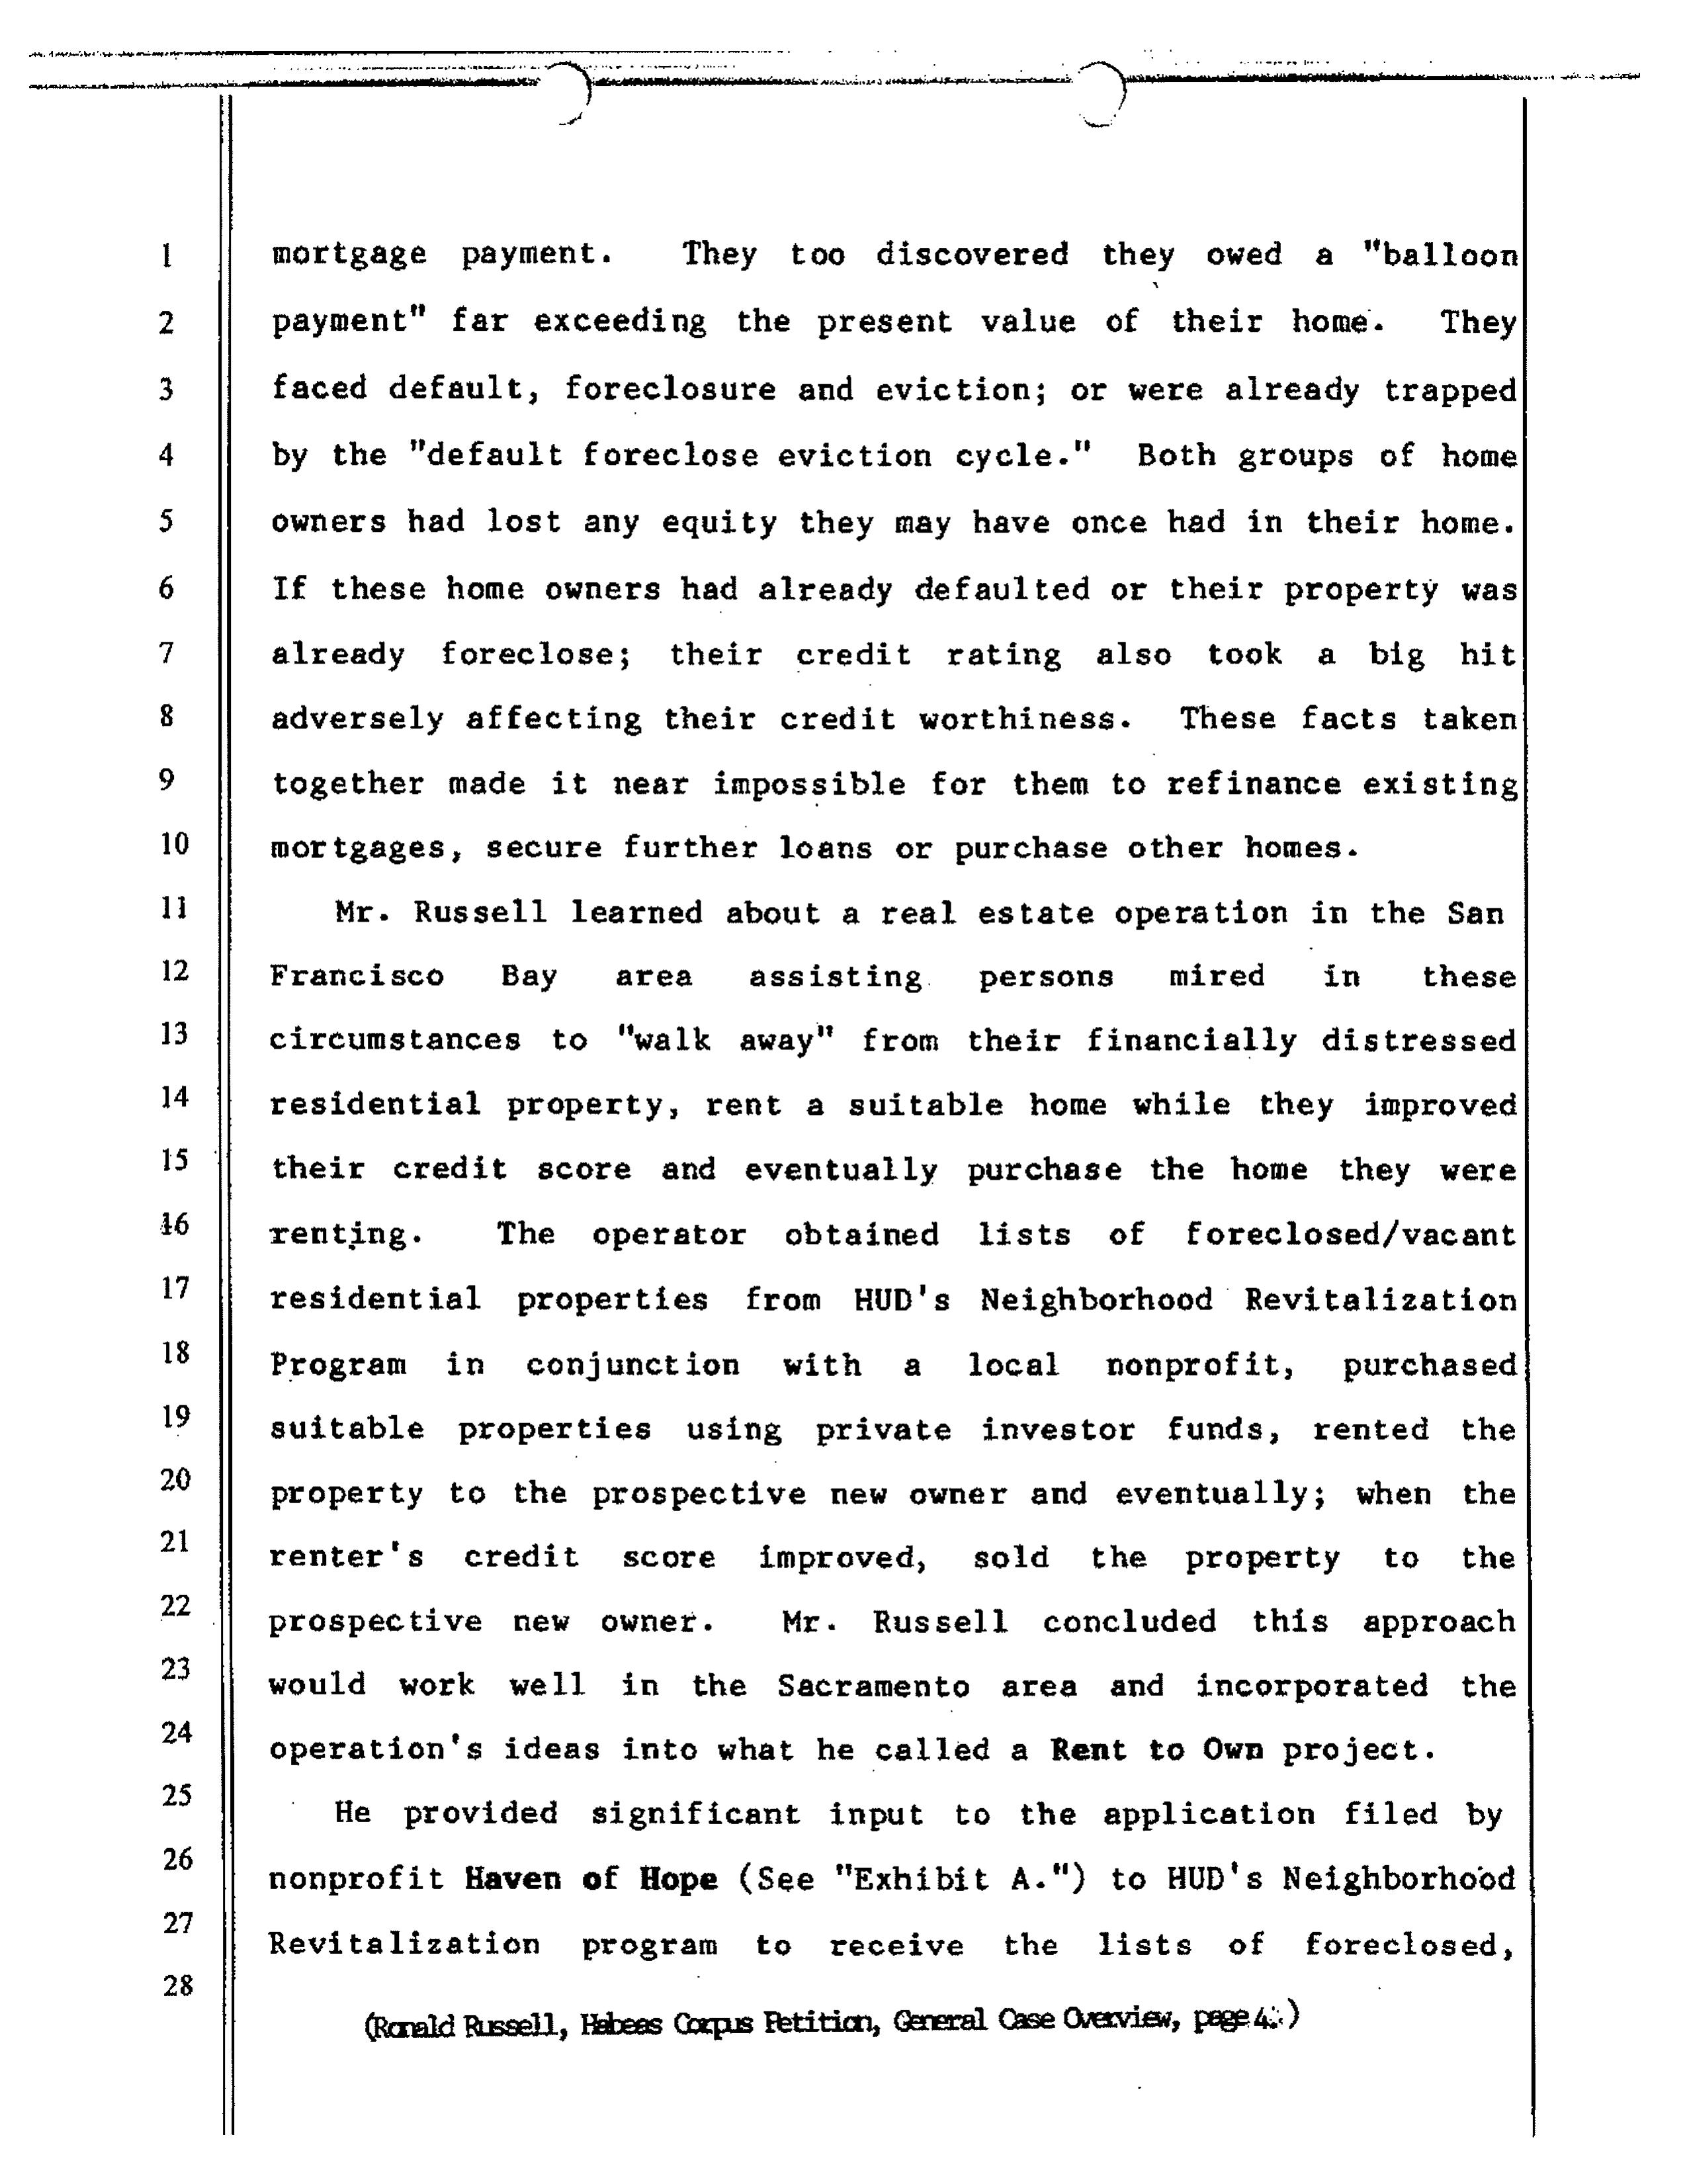 1 mortgage payment. They too discovered they owed a "balloon
2 payment" far exceeding the present value of their home. They
3 faced default, foreclosure and eviction; or were already trapped
4 by the "default foreclose eviction cycle." Both groups of home
5 owners had lost any equity they may have once had in their home.
6 If these home owners had already defaulted or their property was
7 already foreclose; their credit rating also took a big hit
8 adversely affecting their credit worthiness. These facts taken
9 together made it near impossible for them to refinance existing
10 mortgages, secure further loans or purchase other homes.
11 Mr. Russell learned about a real estate operation in the San
12 Francisco Bay area assisting persons mired in these
13 circumstances to "walk away" from their financially distressed
14 residential property, rent a suitable home while they improved
15 their credit score and eventually purchase the home they were
16 renting. The operator obtained lists of foreclosed/vacant
17 residential properties from HUD's Neighborhood Revitalization
18 Program in conjunction with a local nonprofit, purchased
19 suitable properties using private investor funds, rented the
20 property to the prospective new owner and eventually; when the
21 renter's credit score improved, sold the property to the
22 prospective new owner. Mr. Russell concluded this approach
23 would work well in the Sacramento area and incorporated the
24 operation's ideas into what he called a Rent to Own project.
25 He provided significant input to the application filed by
26 nonprofit Haven of Hope (See "Exhibit A.") to HUD's Neighborhood
27 Revitalization program to receive the lists of foreclosed,
28
(Ronald Russell, Habeas Corpus Petition, General Case Overview, page 4.)